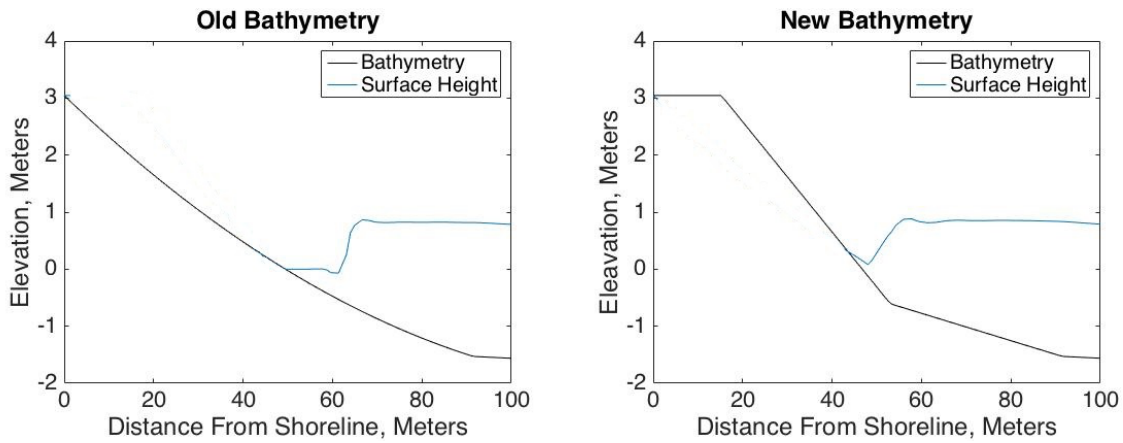 Old Bathymetry
4
3
2
1
0
-1
-2
Elevation, Meters
Bathymetry
Surface Height
0 20 40 60 80 100
Distance From Shoreline, Meters
New Bathymetry
4
3
2
1
0
-1
-2
Eleavation, Meters
Bathymetry
Surface Height
0 20 40 60 80 100
Distance From Shoreline, Meters